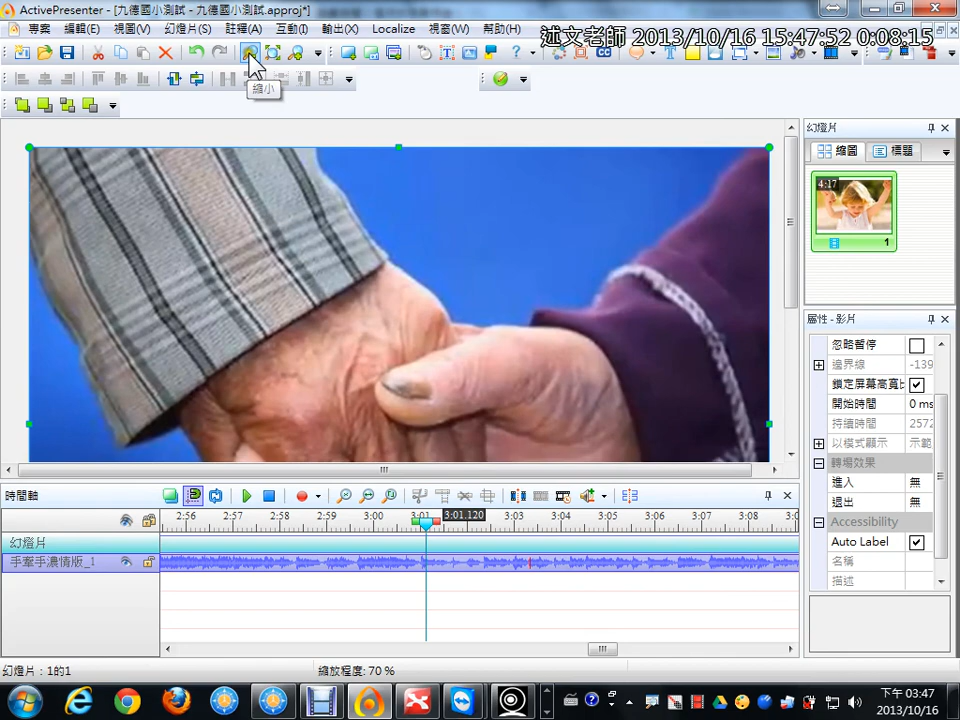 ActivePresenter - [九德國小測試 - 九德國小測試.approj*]
專案 編輯(E) 視圖(V) 幻燈片(S) 註釋(A) 互動(I) 輸出(X) Localize 視窗(W) 幫助(H)
述文老師 2013/10/16 15:47:52 0:08:15
縮小
幻燈片
縮圖 標題
4:17
1
屬性 - 影片
忽略暫停
邊界線 -139
鎖定屏幕高寬比
開始時間 0 ms
持續時間 2572
以模式顯示 示範
轉場效果
進入 無
退出 無
Accessibility
Auto Label
名稱
描述
時間軸
2:56 2:57 2:58 2:59 3:00 3:01 3:01.120 3:03 3:04 3:05 3:06 3:07 3:08
幻燈片
手牽手濃情版_1
幻燈片：1的1
縮放程度: 70 %
下午 03:47
2013/10/16